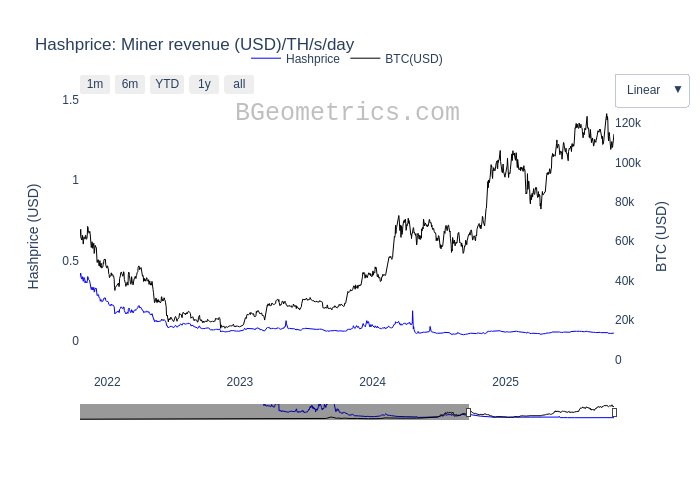 Hashprice: Miner revenue (USD)/TH/s/day
Hashprice BTC(USD)
1m 6m YTD 1y all
Linear ▼
BGeometrics.com
1.5
1
0.5
0
Hashprice (USD)
120k
100k
80k
60k
40k
20k
0
BTC (USD)
2022 2023 2024 2025